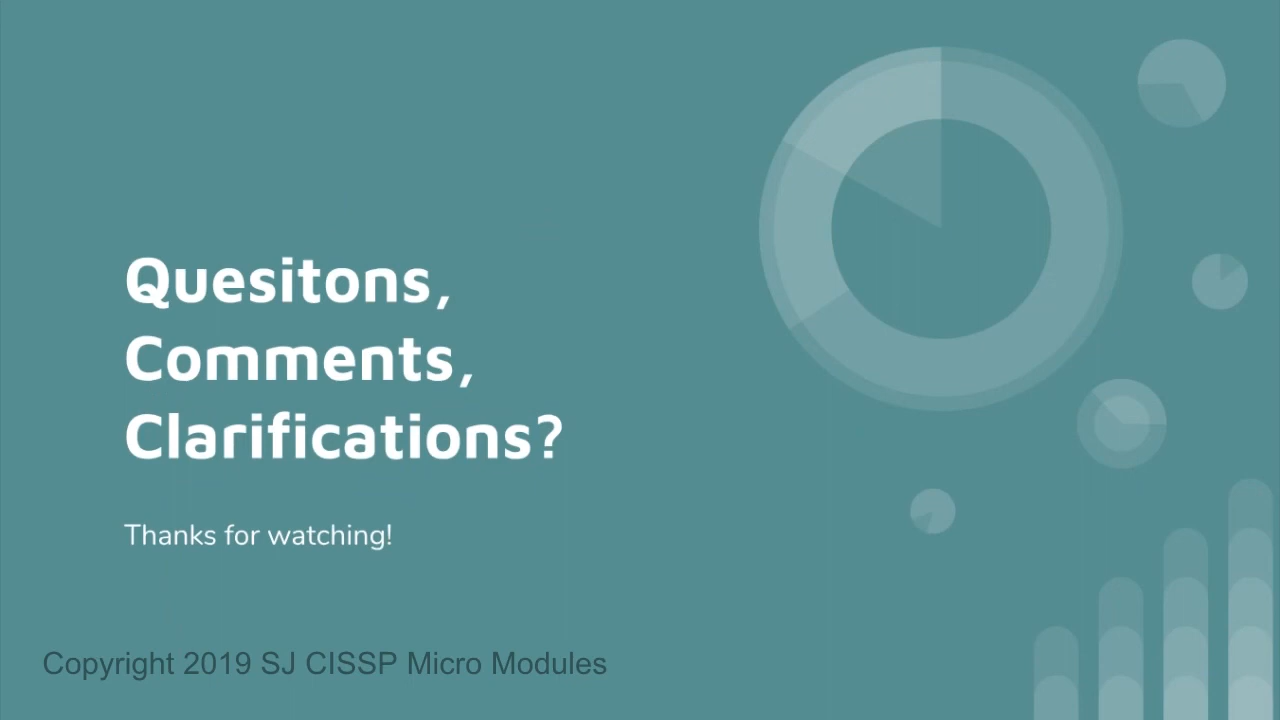 Quesitons,
Comments,
Clarifications?
Thanks for watching!
Copyright 2019 SJ CISSP Micro Modules